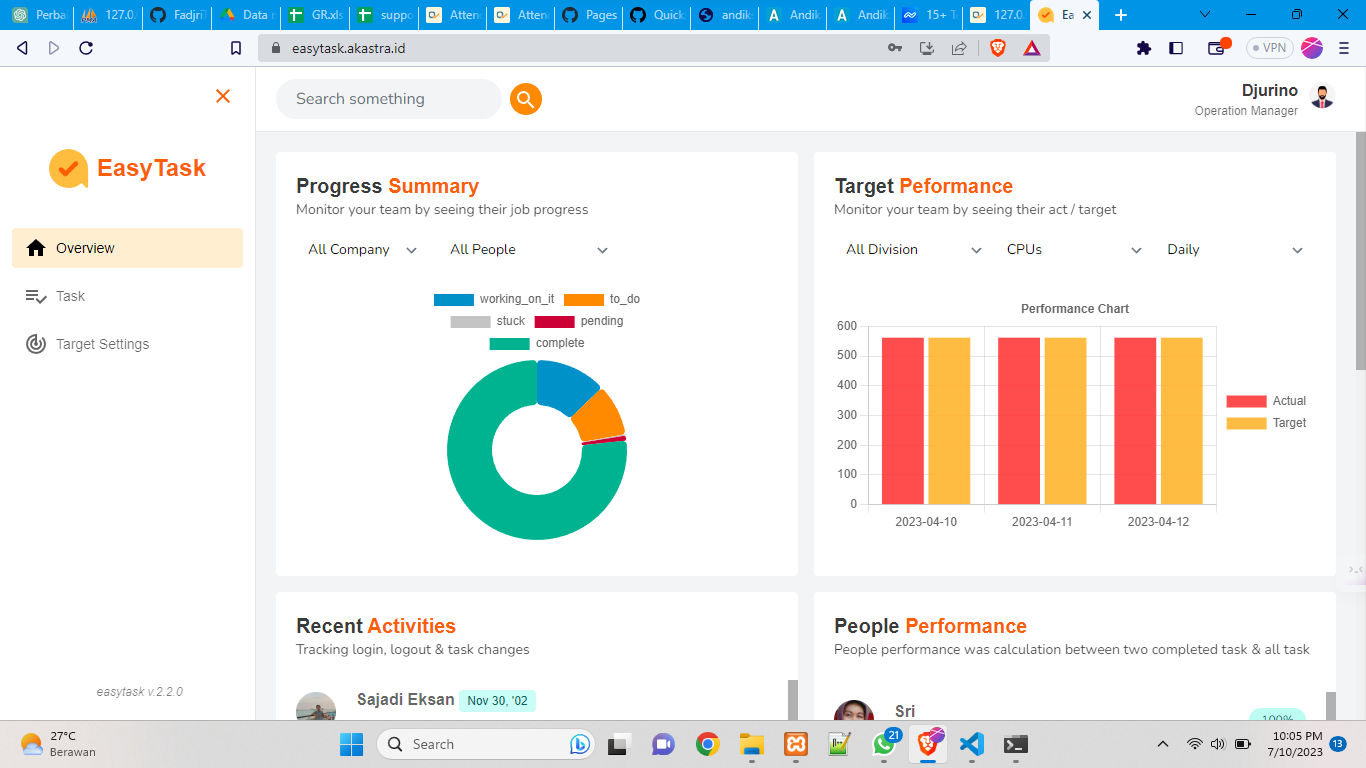 Perba
127.0.
FadjriT
Data r
GR.xls
suppo
Atten
Atten
Pages
Quick
andik
Andik
Andik
15+ T
127.0.
Ea
easytask.akastra.id
VPN
Search something
Djurino
Operation Manager
EasyTask
Overview
Task
Target Settings
easytask v.2.2.0
Progress Summary
Monitor your team by seeing their job progress
All Company
All People
working_on_it
to_do
stuck
pending
complete
Target Peformance
Monitor your team by seeing their act / target
All Division
CPUs
Daily
Performance Chart
600
500
400
300
200
100
0
2023-04-10
2023-04-11
2023-04-12
Actual
Target
Recent Activities
Tracking login, logout & task changes
Sajadi Eksan
Nov 30, '02
People Performance
People performance was calculation between two completed task & all task
Sri
100%
27°C
Berawan
Search
21
10:05 PM
7/10/2023
13